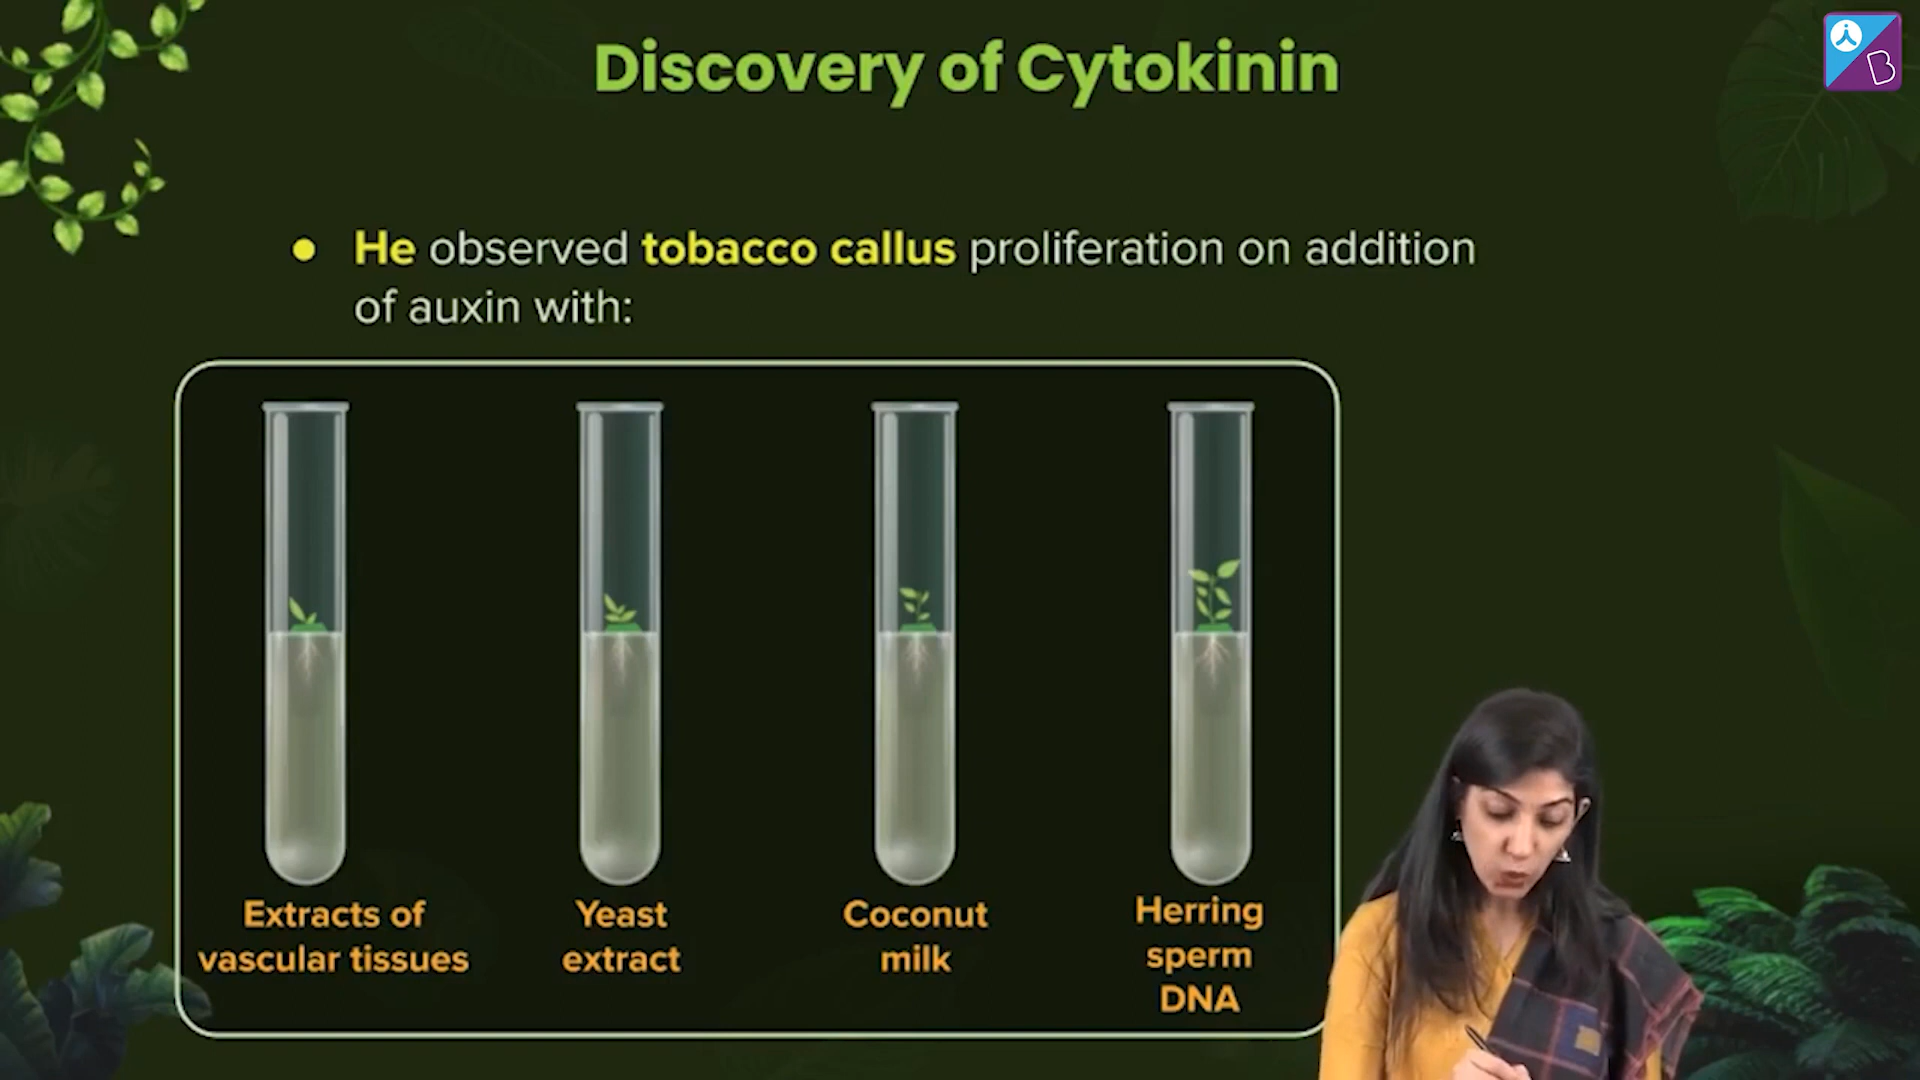 Discovery of Cytokinin
He observed tobacco callus proliferation on addition
of auxin with:
Extracts of
vascular tissues
Yeast
extract
Coconut
milk
Herring
sperm
DNA